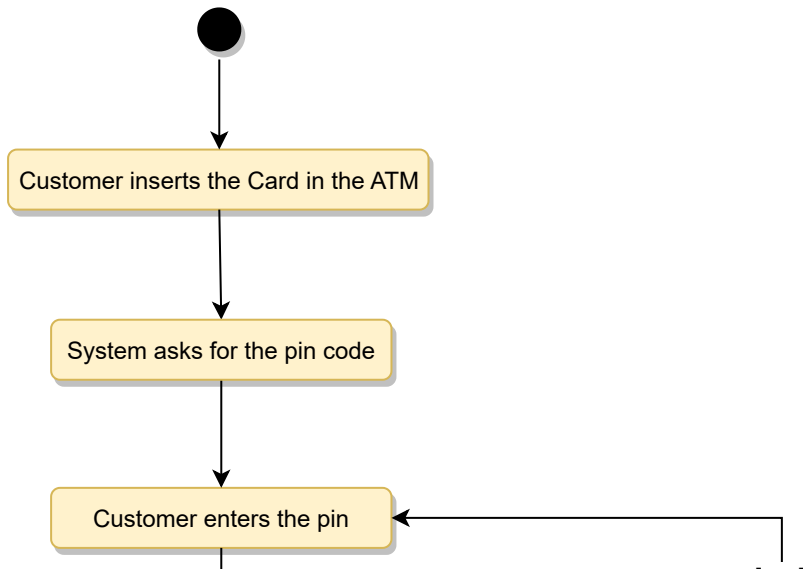 Customer inserts the Card in the ATM
System asks for the pin code
Customer enters the pin